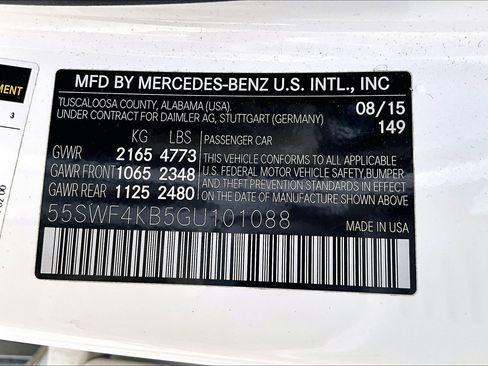 MENT
3
MFD BY MERCEDES-BENZ U.S. INTL., INC
TUSCALOOSA COUNTY, ALABAMA (USA).
UNDER CONTRACT FOR DAIMLER AG, STUTTGART (GERMANY)
08/15
149
KG LBS
GVWR 2165 4773
GAWR FRONT 1065 2348
GAWR REAR 1125 2480
PASSENGER CAR
THIS VEHICLE CONFORMS TO ALL APPLICABLE
U.S. FEDERAL MOTOR VEHICLE SAFETY,BUMPER
AND THEFT PREVENTION STANDARDS IN EFFECT
ON THE DATE OF MANUFACTURE SHOWN ABOVE
55SWF4KB5GU101088
MADE IN USA